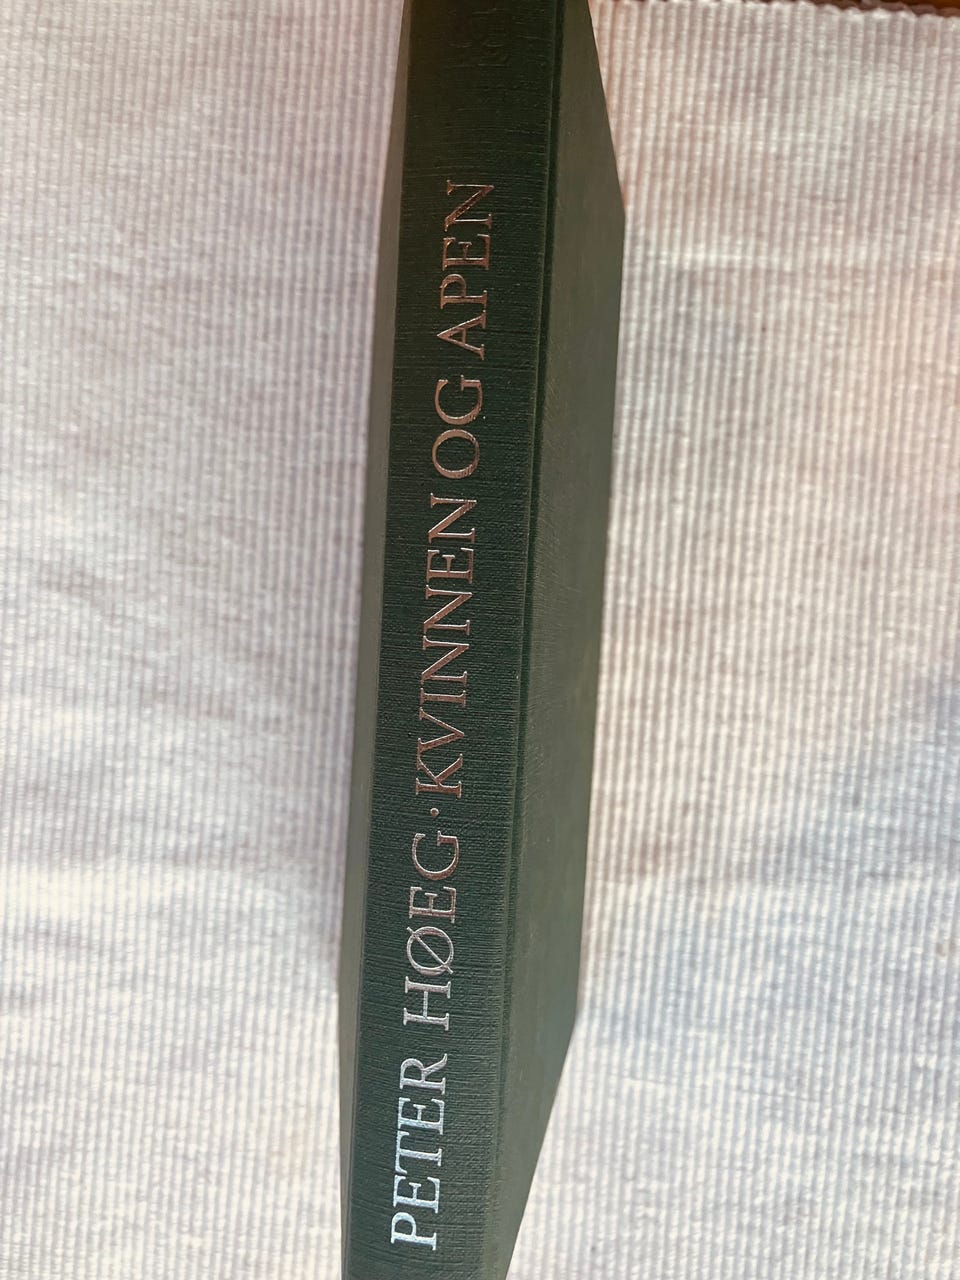 PETER HØEG · KVINNEN OG APEN